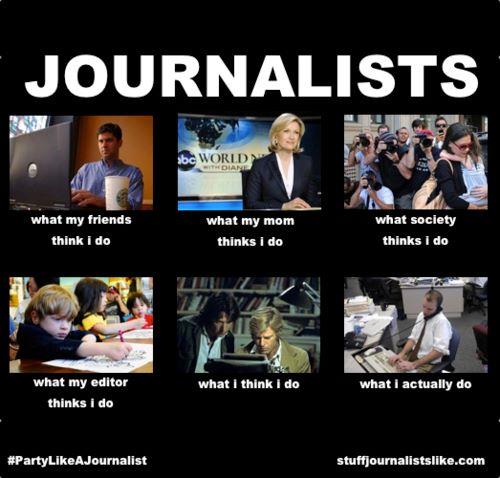 JOURNALISTS
abc WORLD N
WITH DIANE
what my friends
think i do
what my mom
thinks i do
what society
thinks i do
what my editor
thinks i do
what i think i do
what i actually do
#PartyLikeAJournalist
stuffjournalistslike.com